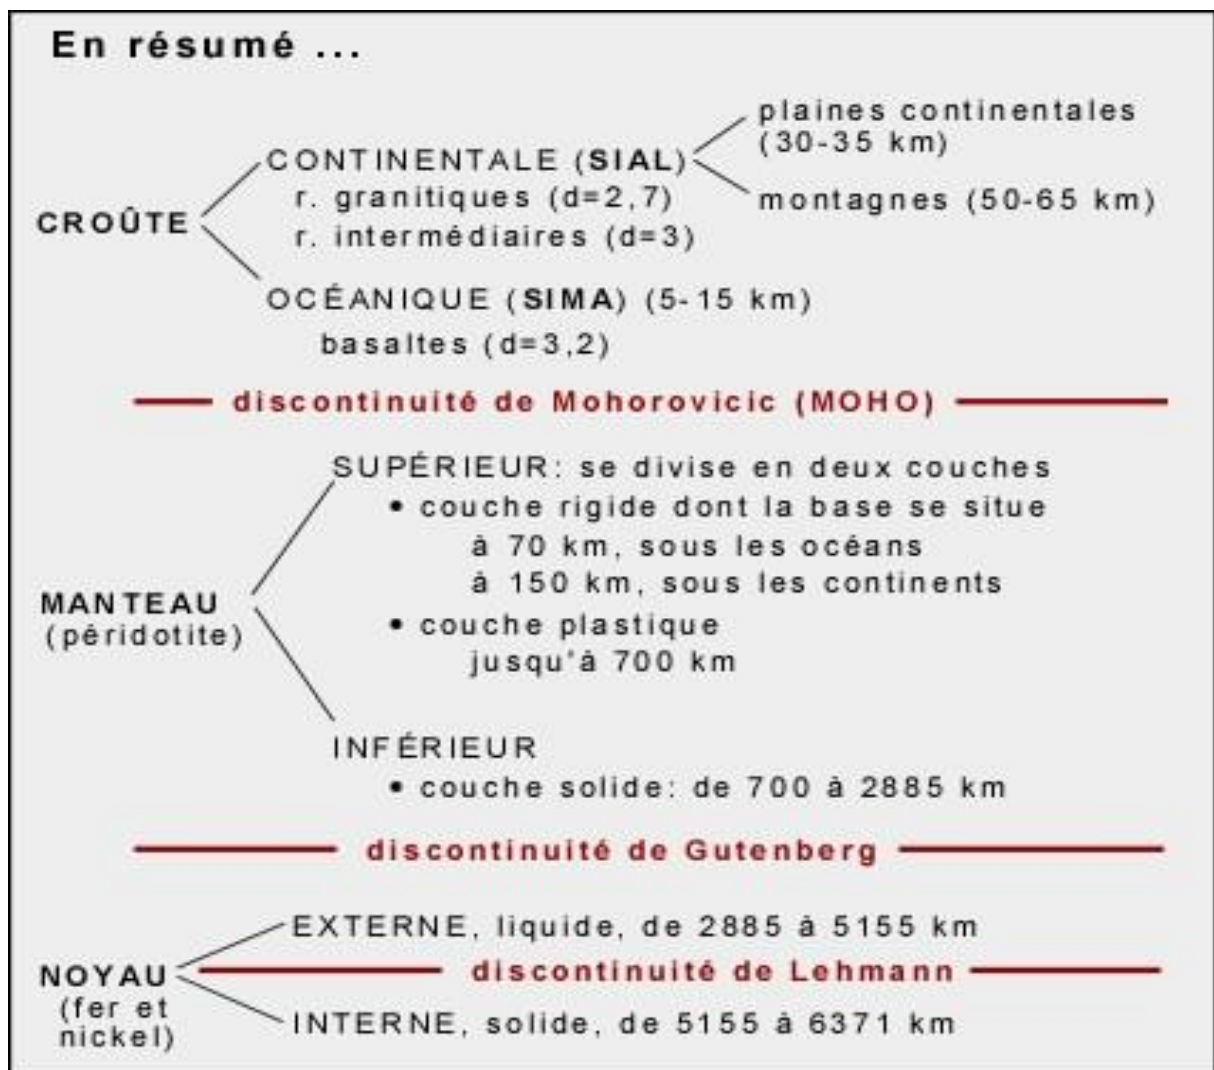 En résumé ...
plaines continentales
(30-35 km)
CONTINENTALE (SIAL)
r. granitiques (d=2,7)
montagnes (50-65 km)
CROÛTE
r. intermédiaires (d=3)
OCÉANIQUE (SIMA) (5-15 km)
basaltes (d=3,2)
discontinuité de Mohorovicic (MOHO)
SUPÉRIEUR: se divise en deux couches
• couche rigide dont la base se situe
à 70 km, sous les océans
à 150 km, sous les continents
MANTEAU
(péridotite)
• couche plastique
jusqu'à 700 km
INFÉRIEUR
• couche solide: de 700 à 2885 km
discontinuité de Gutenberg
EXTERNE, liquide, de 2885 à 5155 km
NOYAU
(fer et
nickel)
discontinuité de Lehmann
INTERNE, solide, de 5155 à 6371 km